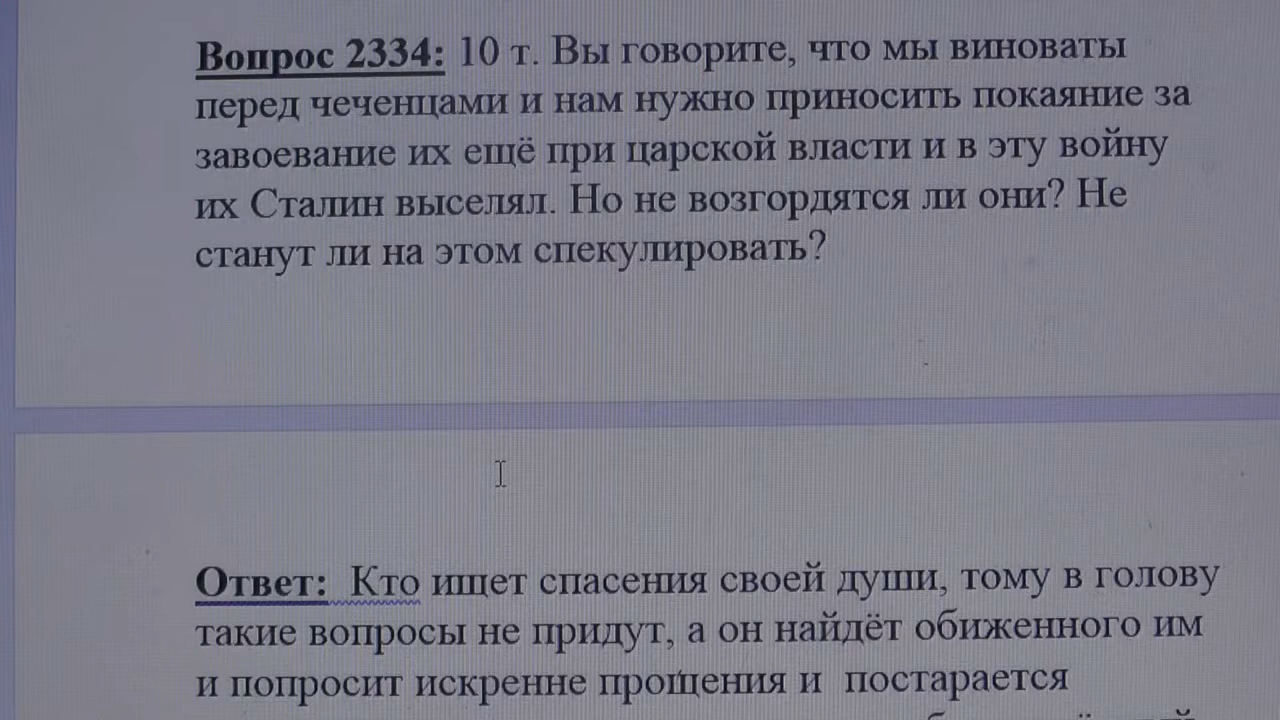 Вопрос 2334: 10 т. Вы говорите, что мы виноваты
перед чеченцами и нам нужно приносить покаяние за
завоевание их ещё при царской власти и в эту войну
их Сталин выселял. Но не возгордятся ли они? Не
станут ли на этом спекулировать?
Ответ: Кто ищет спасения своей души, тому в голову
такие вопросы не придут, а он найдёт обиженного им
и попросит искренне прощения и постарается